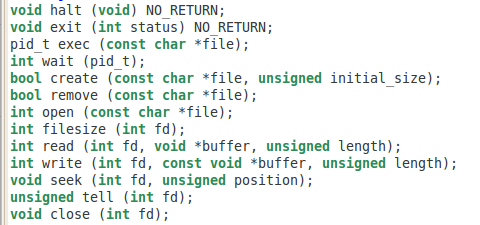 void halt (void) NO_RETURN;
void exit (int status) NO_RETURN;
pid_t exec (const char *file);
int wait (pid_t);
bool create (const char *file, unsigned initial_size);
bool remove (const char *file);
int open (const char *file);
int filesize (int fd);
int read (int fd, void *buffer, unsigned length);
int write (int fd, const void *buffer, unsigned length);
void seek (int fd, unsigned position);
unsigned tell (int fd);
void close (int fd);